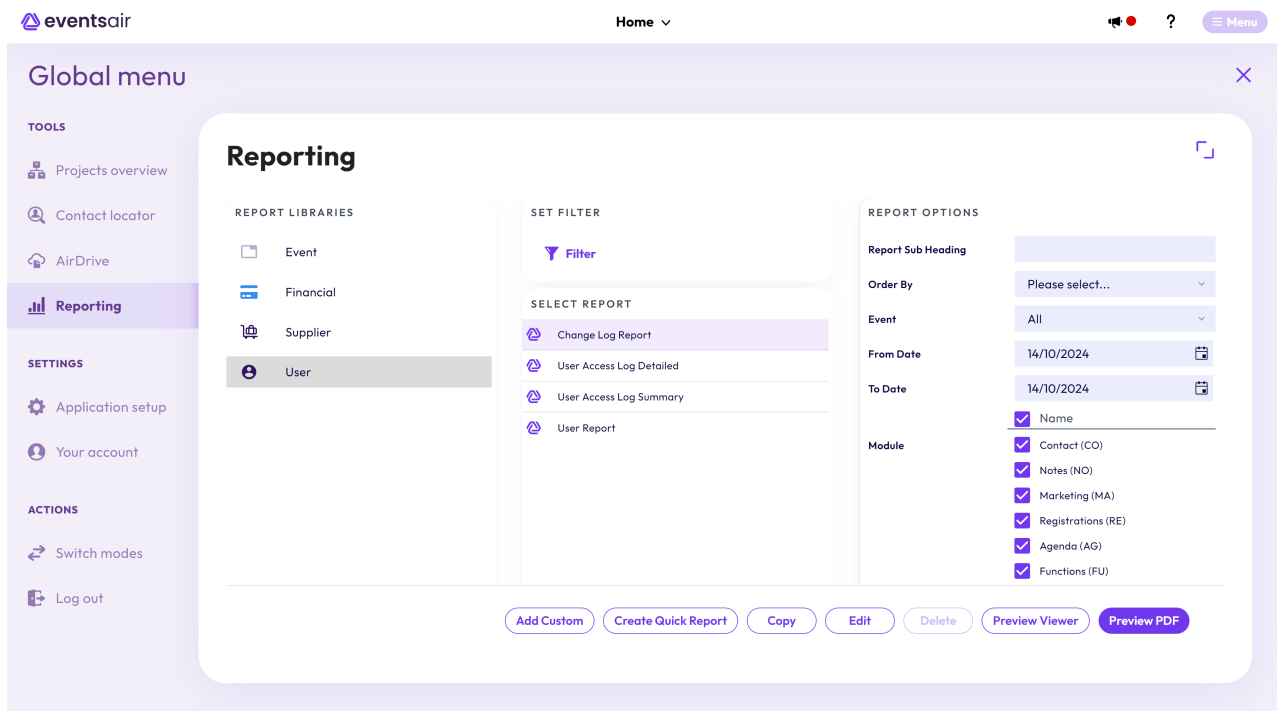 eventsair
Home
?
Menu
Global menu
TOOLS
Projects overview
Contact locator
AirDrive
Reporting
SETTINGS
Application setup
Your account
ACTIONS
Switch modes
Log out
Reporting
REPORT LIBRARIES
Event
Financial
Supplier
User
SET FILTER
Filter
SELECT REPORT
Change Log Report
User Access Log Detailed
User Access Log Summary
User Report
REPORT OPTIONS
Report Sub Heading
Order By
Please select...
Event
All
From Date
14/10/2024
To Date
14/10/2024
Name
Module
Contact (CO)
Notes (NO)
Marketing (MA)
Registrations (RE)
Agenda (AG)
Functions (FU)
Add Custom
Create Quick Report
Copy
Edit
Delete
Preview Viewer
Preview PDF